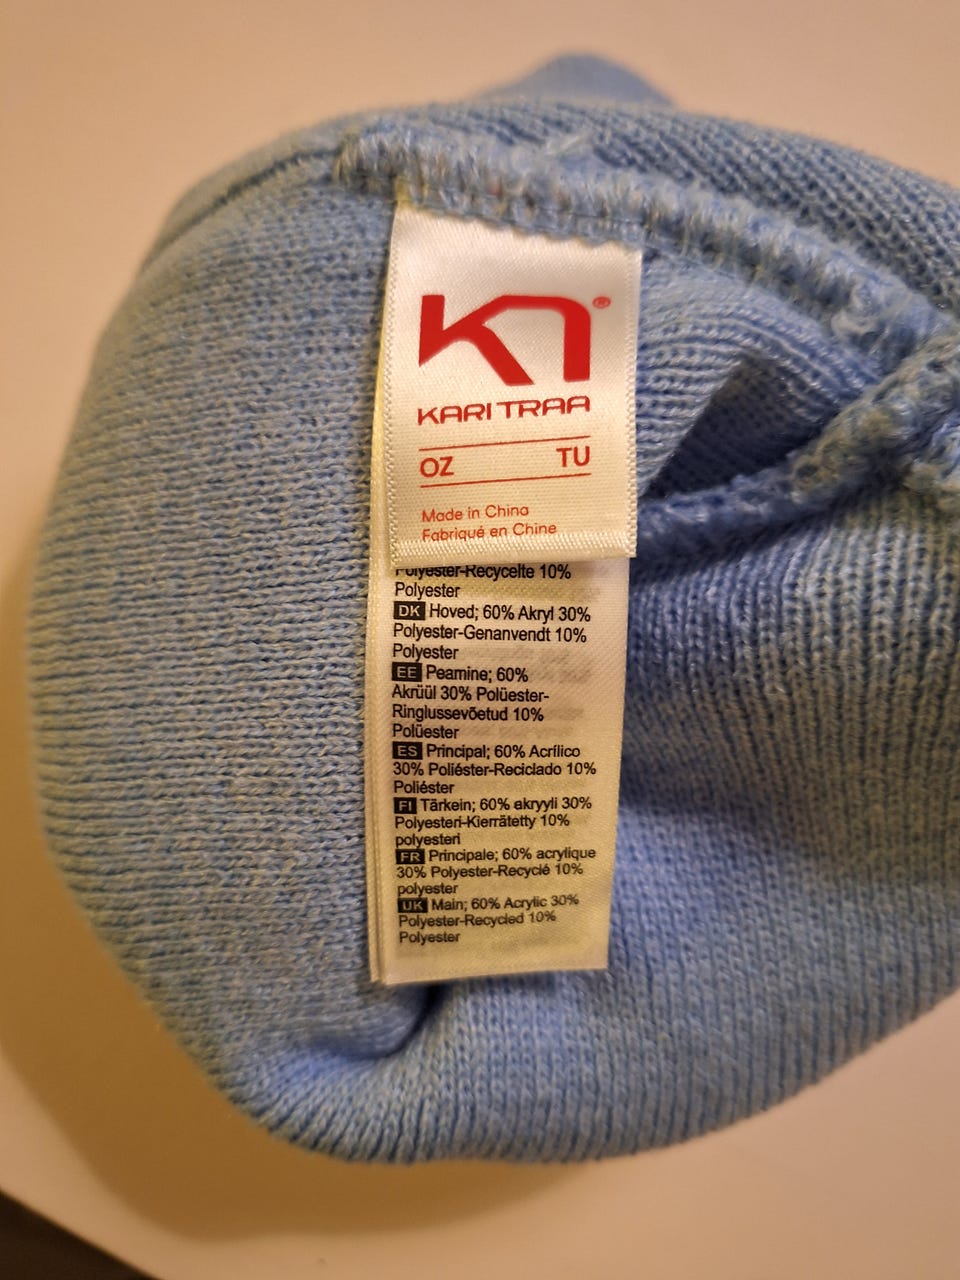 K1®
KARI TRAA
OZ TU
Made in China
Fabriqué en Chine
Polyester-Recycelte 10%
Polyester
DK Hoved; 60% Akryl 30%
Polyester-Genanvendt 10%
Polyester
EE Peamine; 60%
Akrüül 30% Polüester-
Ringlussevõetud 10%
Polüester
ES Principal; 60% Acrílico
30% Poliéster-Reciclado 10%
Poliéster
FI Tärkein; 60% akryyli 30%
Polyesteri-Kierrätetty 10%
polyesteri
FR Principale; 60% acrylique
30% Polyester-Recyclé 10%
polyester
UK Main; 60% Acrylic 30%
Polyester-Recycled 10%
Polyester